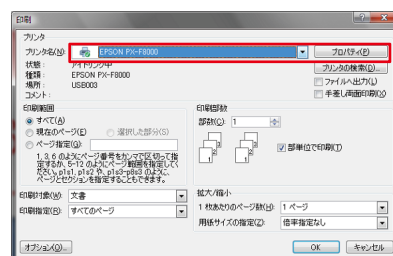 印刷
プリンタ
プリンタ名(N): EPSON PX-F8000 プロパティ(P)
状態: アイドリング中 プリンタの検索(D)...
種類: EPSON PX-F8000 ファイルへ出力(L)
場所: USB003 手差し両面印刷(X)
コメント:
印刷範囲
すべて(A)
現在のページ(E) 選択した部分(S)
ページ指定(G):
1,3,6 のようにページ番号をカンマで区切って指
定するか、5-12 のようにページ範囲を指定してく
ださい。p1s1, p1s2 や、p1s3-p8s3 のように、
ページとセクションを指定することもできます。
印刷部数
部数(C): 1
部単位で印刷(T)
印刷対象(W): 文書
印刷指定(R): すべてのページ
拡大/縮小
1 枚あたりのページ数(H): 1 ページ
用紙サイズの指定(Z): 倍率指定なし
オプション(O)... OK キャンセル